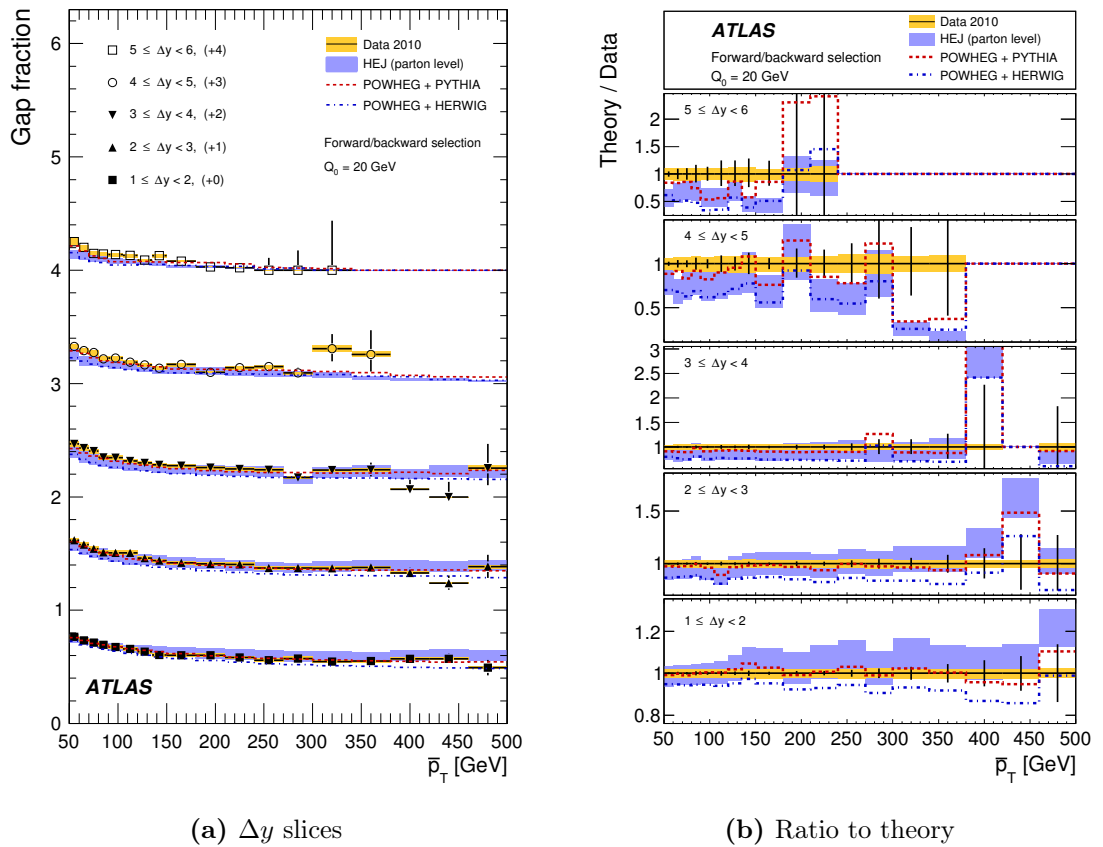 Gap fraction
6
4
2
0
5 ≤ Δy < 6, (+4)
4 ≤ Δy < 5, (+3)
3 ≤ Δy < 4, (+2)
2 ≤ Δy < 3, (+1)
1 ≤ Δy < 2, (+0)
Data 2010
HEJ (parton level)
POWHEG + PYTHIA
POWHEG + HERWIG
Forward/backward selection
Q₀ = 20 GeV
ATLAS
50 100 150 200 250 300 350 400 450 500
p̅_T [GeV]
(a) Δy slices
Theory / Data
ATLAS
Forward/backward selection
Q₀ = 20 GeV
Data 2010
HEJ (parton level)
POWHEG + PYTHIA
POWHEG + HERWIG
5 ≤ Δy < 6
2
1.5
1
0.5
4 ≤ Δy < 5
1
0.5
3 ≤ Δy < 4
3
2.5
2
1.5
1
2 ≤ Δy < 3
1.5
1
1 ≤ Δy < 2
1.2
1
0.8
50 100 150 200 250 300 350 400 450 500
p̅_T [GeV]
(b) Ratio to theory